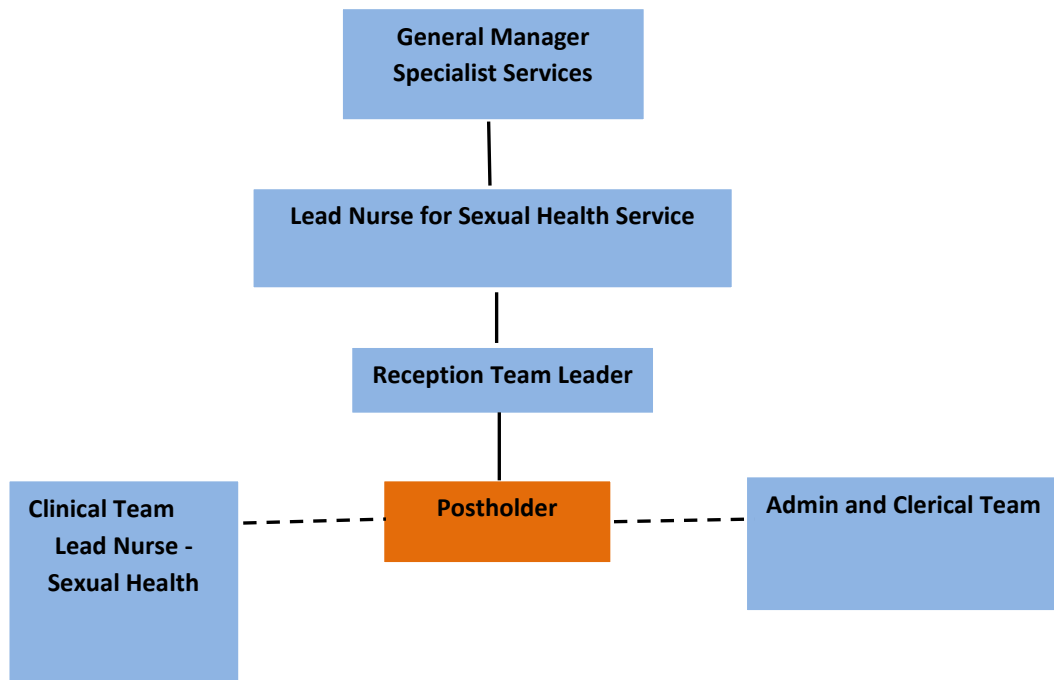 General Manager
Specialist Services
Lead Nurse for Sexual Health Service
Reception Team Leader
Clinical Team
Lead Nurse -
Sexual Health
Postholder
Admin and Clerical Team